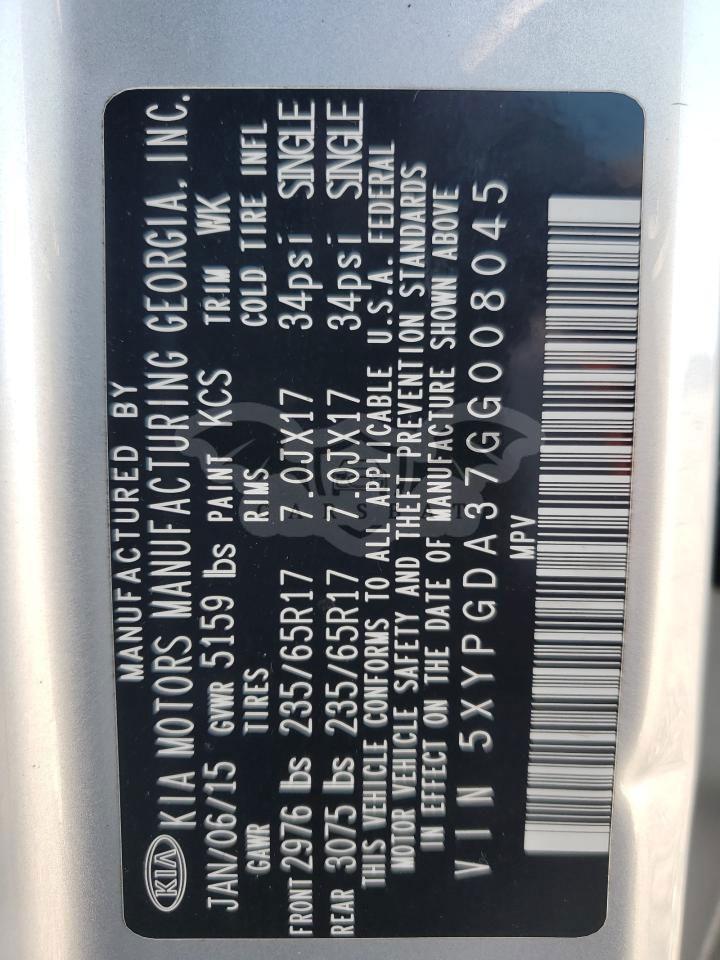 MANUFACTURED BY
KIA KIA MOTORS MANUFACTURING GEORGIA, INC.
JAN/06/15 GVWR 5159 lbs PAINT KCS TRIM WK
GAWR TIRES RIMS COLD TIRE INFL
FRONT 2976 lbs 235/65R17 7.0JX17 34psi SINGLE
REAR 3075 lbs 235/65R17 7.0JX17 34psi SINGLE
THIS VEHICLE CONFORMS TO ALL APPLICABLE U.S.A. FEDERAL
MOTOR VEHICLE SAFETY AND THEFT PREVENTION STANDARDS
IN EFFECT ON THE DATE OF MANUFACTURE SHOWN ABOVE
VIN 5XYPGDA37GG008045
MPV
CARSBAT